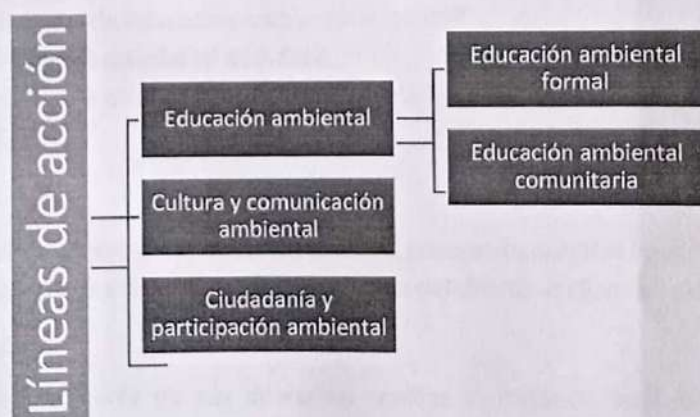 Líneas de acción
Educación ambiental
Educación ambiental
formal
Educación ambiental
comunitaria
Cultura y comunicación
ambiental
Ciudadanía y
participación ambiental